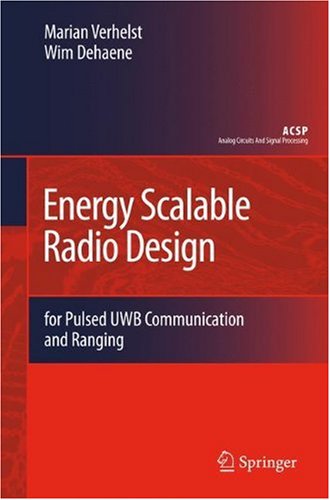 Marian Verhelst
Wim Dehaene
ACSP
Analog Circuits And Signal Processing
Energy Scalable
Radio Design
for Pulsed UWB Communication
and Ranging
Springer